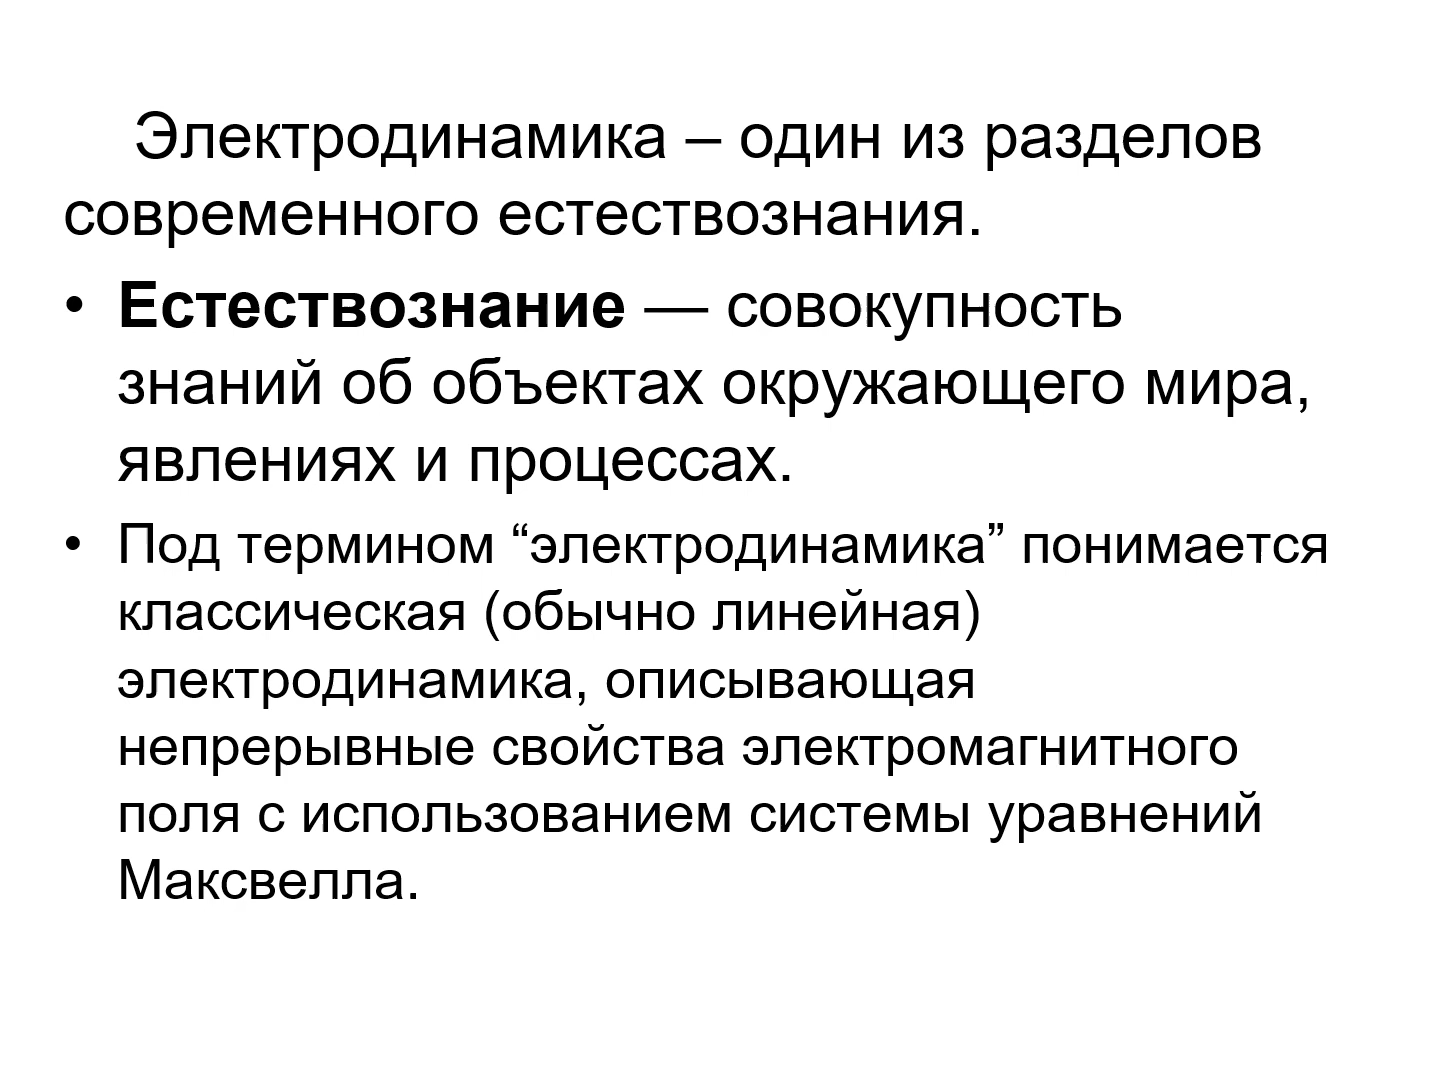 Электродинамика – один из разделов
современного естествознания.
• Естествознание — совокупность
знаний об объектах окружающего мира,
явлениях и процессах.
• Под термином “электродинамика” понимается
классическая (обычно линейная)
электродинамика, описывающая
непрерывные свойства электромагнитного
поля с использованием системы уравнений
Максвелла.